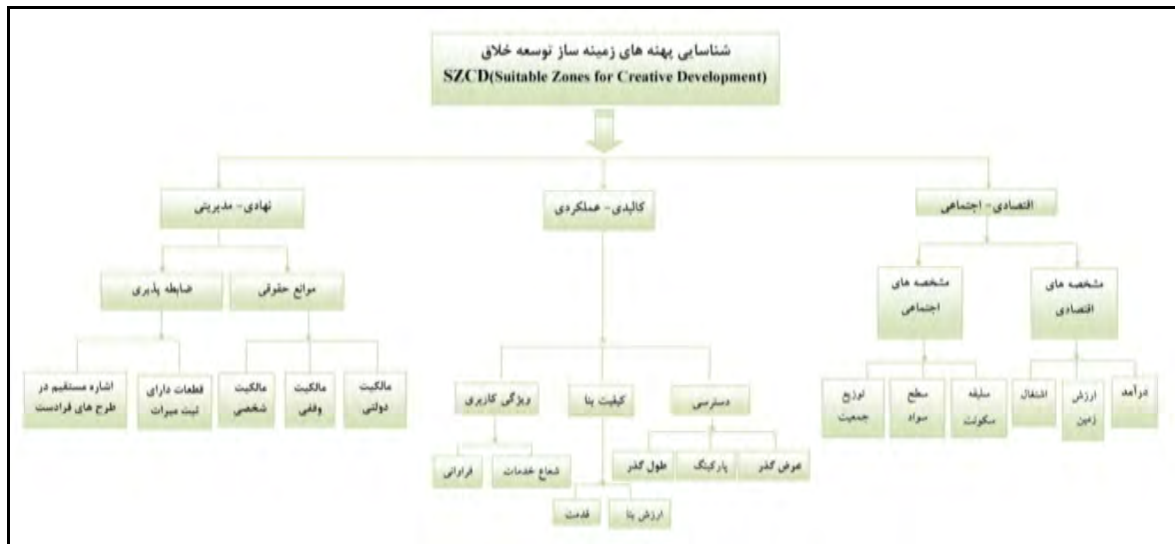 شناسایی پهنه های زمینه ساز توسعه خلاق
SZCD(Suitable Zones for Creative Development)
اقتصادی- اجتماعی
کالبدی- عملکردی
نهادی- مدیریتی
مشخصه های
اقتصادی
مشخصه های
اجتماعی
موانع حقوقی
ضابطه پذیری
درآمد
ارزش
زمین
اشتغال
سلیقه
سکونت
سطح
سواد
توزیع
جمعیت
دسترسی
کیفیت بنا
ویژگی کاربری
عرض گذر
پارکینگ
طول گذر
ارزش بنا
قدمت
شعاع خدمات
فراوانی
مالکیت
دولتی
مالکیت
وقفی
مالکیت
شخصی
قطعات دارای
ثبت میراث
اشاره مستقیم در
طرح های فرادست